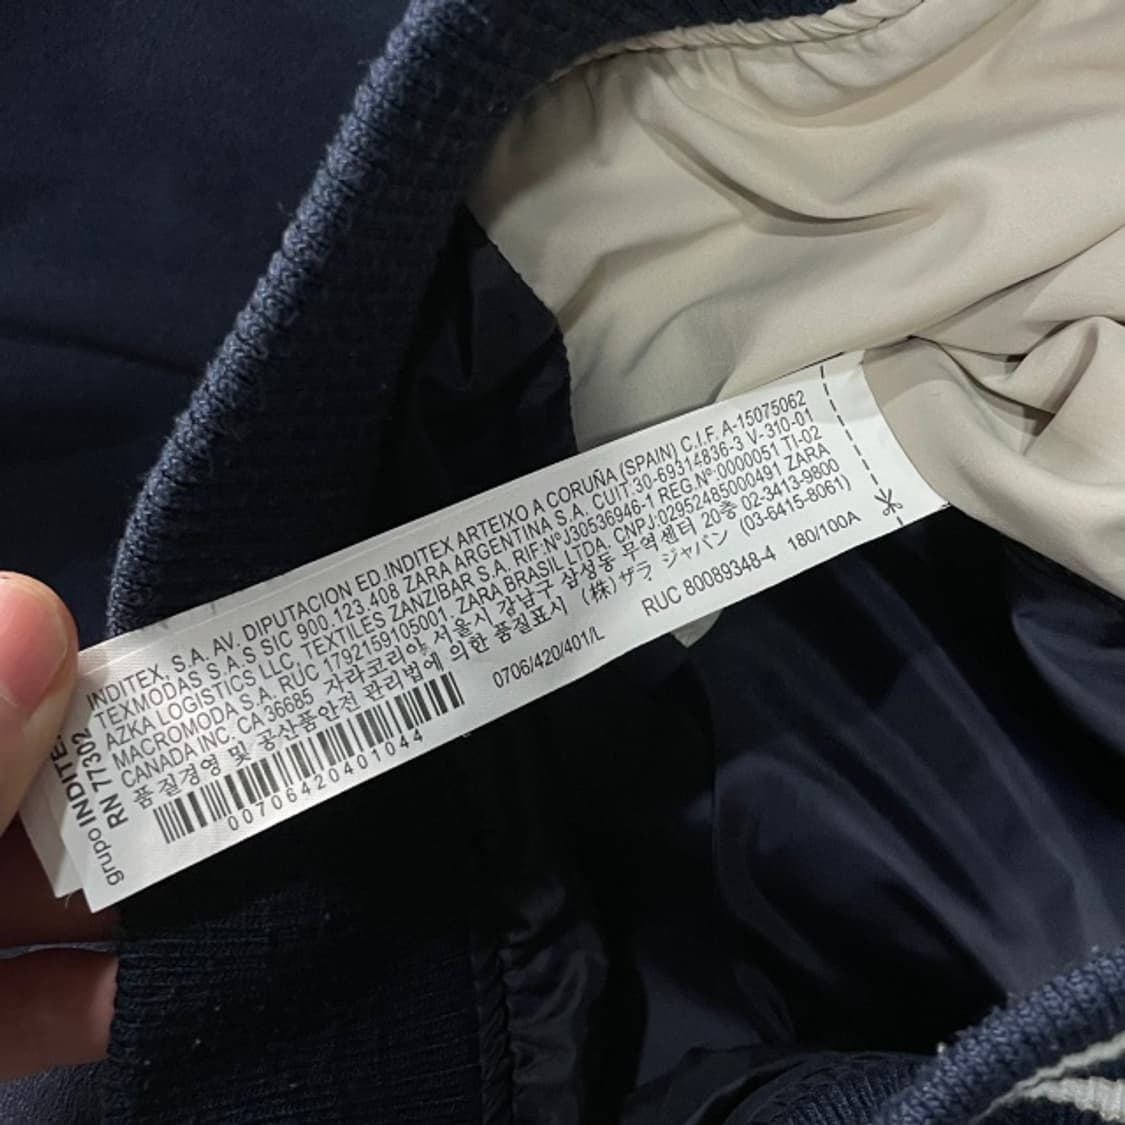 INDITEX, S.A. AV. DIPUTACION ED.INDITEX ARTEIXO A CORUÑA (SPAIN) C.I.F. A-15075062
TEXMODAS S.A.S SIC 900.123.408 ZARA ARGENTINA S.A. CUIT:30-69314836-3 V-310-01
AZKA LOGISTICS LLC, TEXTILES ZANZIBAR S.A. RIF:NºJ30536946-1 REG.Nº:0000051 TI-02
MACROMODA S.A. RUC 1792159105001. ZARA BRASIL LTDA. CNPJ:02952485000491 ZARA
CANADA INC. CA 36685 자라코리아 서울시 강남구 삼성동 무역센터 20층 02-3413-9800
품질경영 및 공산품안전 관리법에 의한 품질표시 (株)ザラ ジャパン (03-6415-8061)
0706/420/401/L RUC 80089348-4 180/100A
00706420401044
grupo INDITE
RN 77302